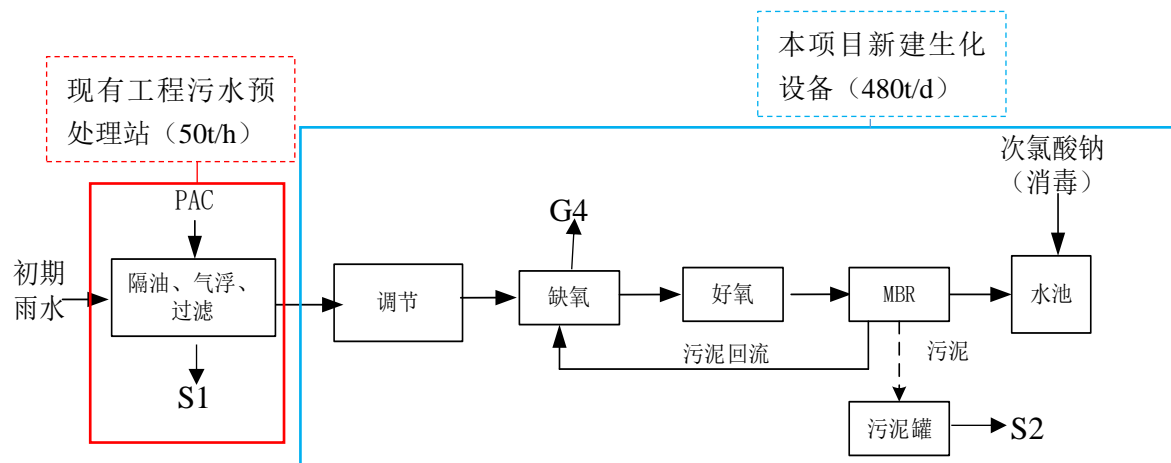 现有工程污水预
处理站（50t/h）
本项目新建生化
设备（480t/d）
次氯酸钠
（消毒）
PAC
G4
初期
雨水
隔油、气浮、
过滤
调节
缺氧
好氧
MBR
水池
污泥回流
污泥
S1
污泥罐
S2